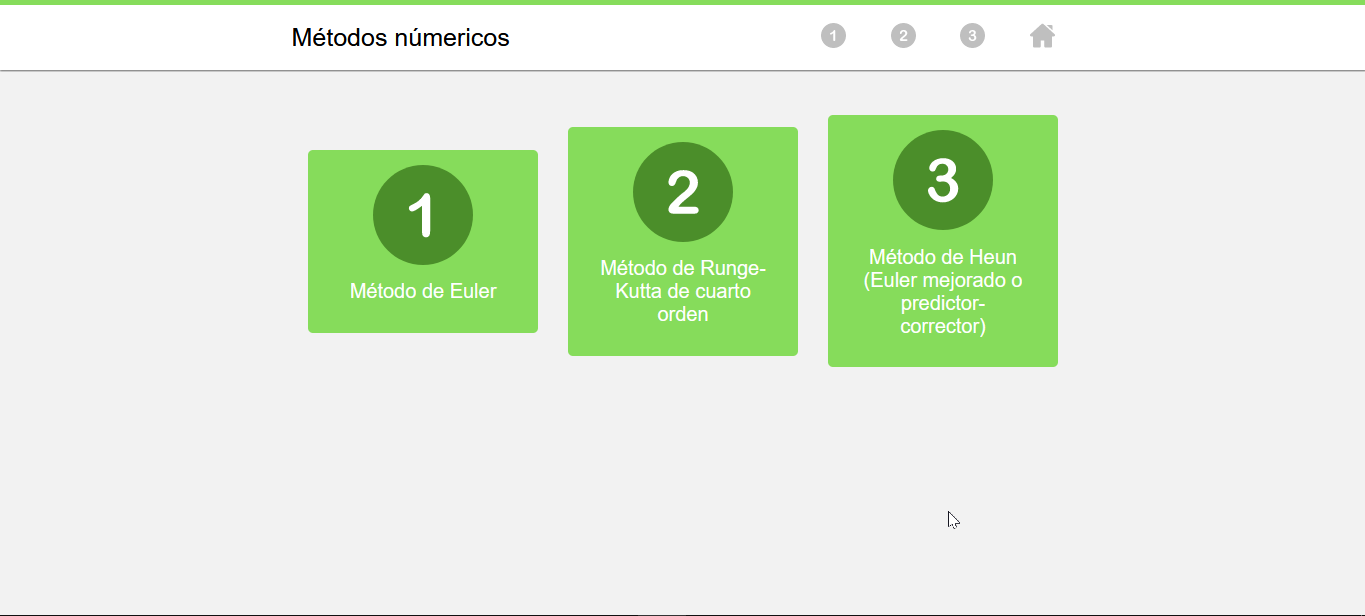 Métodos númericos
1
2
3
1
Método de Euler
2
Método de Runge-
Kutta de cuarto
orden
3
Método de Heun
(Euler mejorado o
predictor-
corrector)